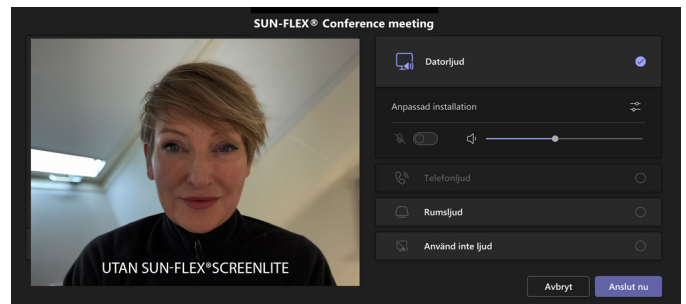 SUN-FLEX® Conference meeting
Datorljud
Anpassad installation
Telefonljud
Rumsljud
Använd inte ljud
UTAN SUN-FLEX®SCREENLITE
Avbryt
Anslut nu